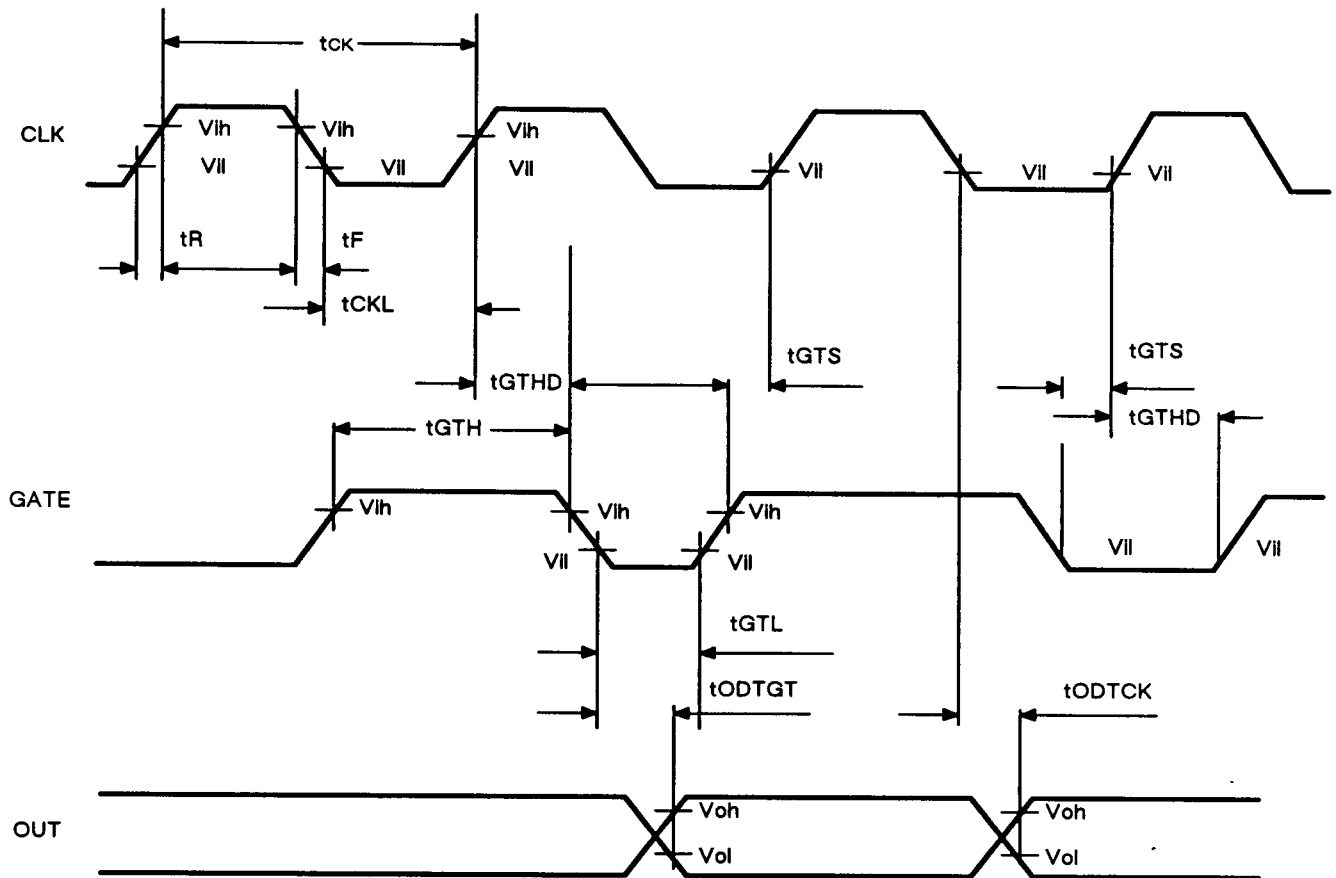 tCK
CLK
Vih
Vih
Vih
Vil
Vil
Vil
Vil
Vil
Vil
tR
tF
tCKL
tGTS
tGTS
tGTHD
tGTHD
tGTH
GATE
Vih
Vih
Vih
Vil
Vil
Vil
Vil
tGTL
tODTGT
tODTCK
OUT
Voh
Voh
Vol
Vol